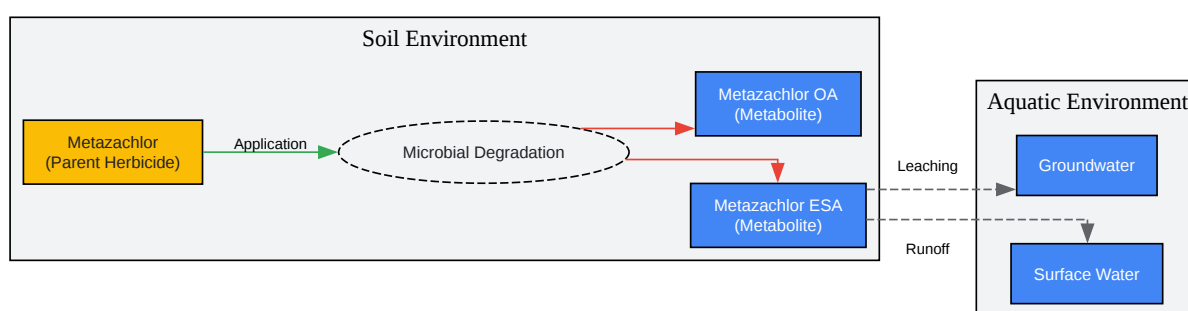 Soil Environment
Metazachlor
(Parent Herbicide)
Application
Microbial Degradation
Metazachlor OA
(Metabolite)
Metazachlor ESA
(Metabolite)
Leaching
Runoff
Aquatic Environment
Groundwater
Surface Water